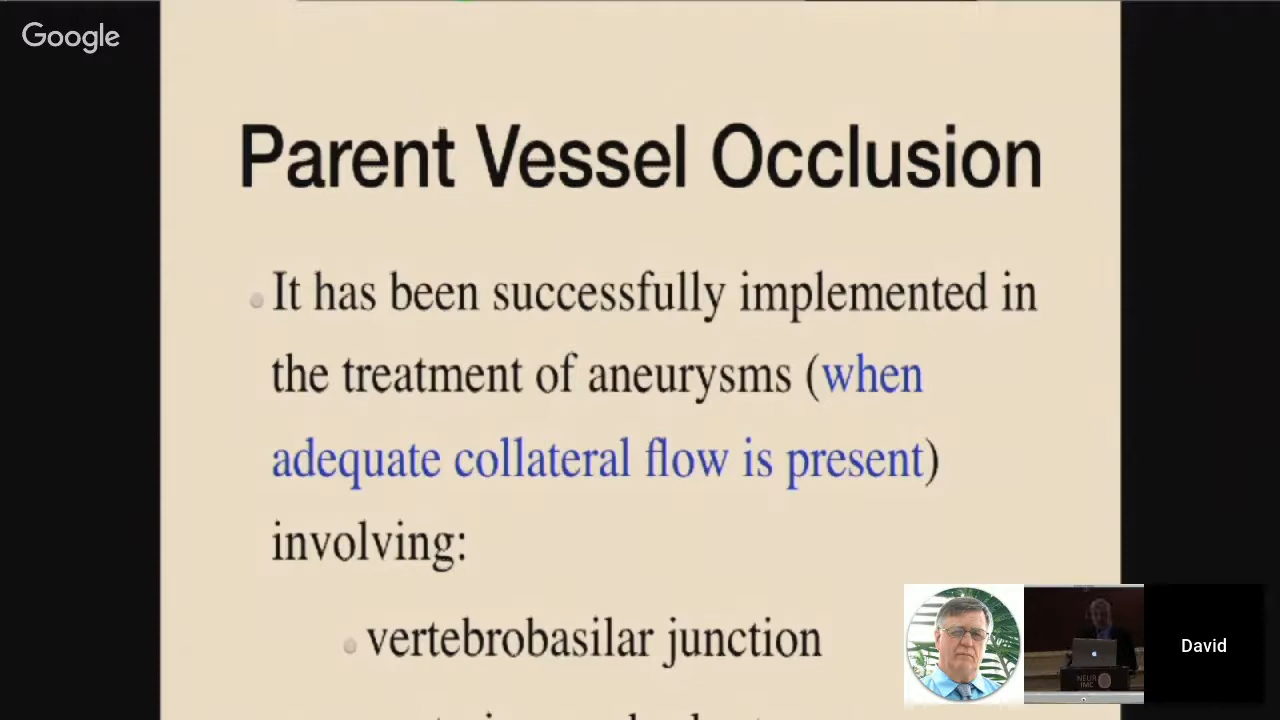 Google
Parent Vessel Occlusion
It has been successfully implemented in
the treatment of aneurysms (when
adequate collateral flow is present)
involving:
vertebrobasilar junction
David